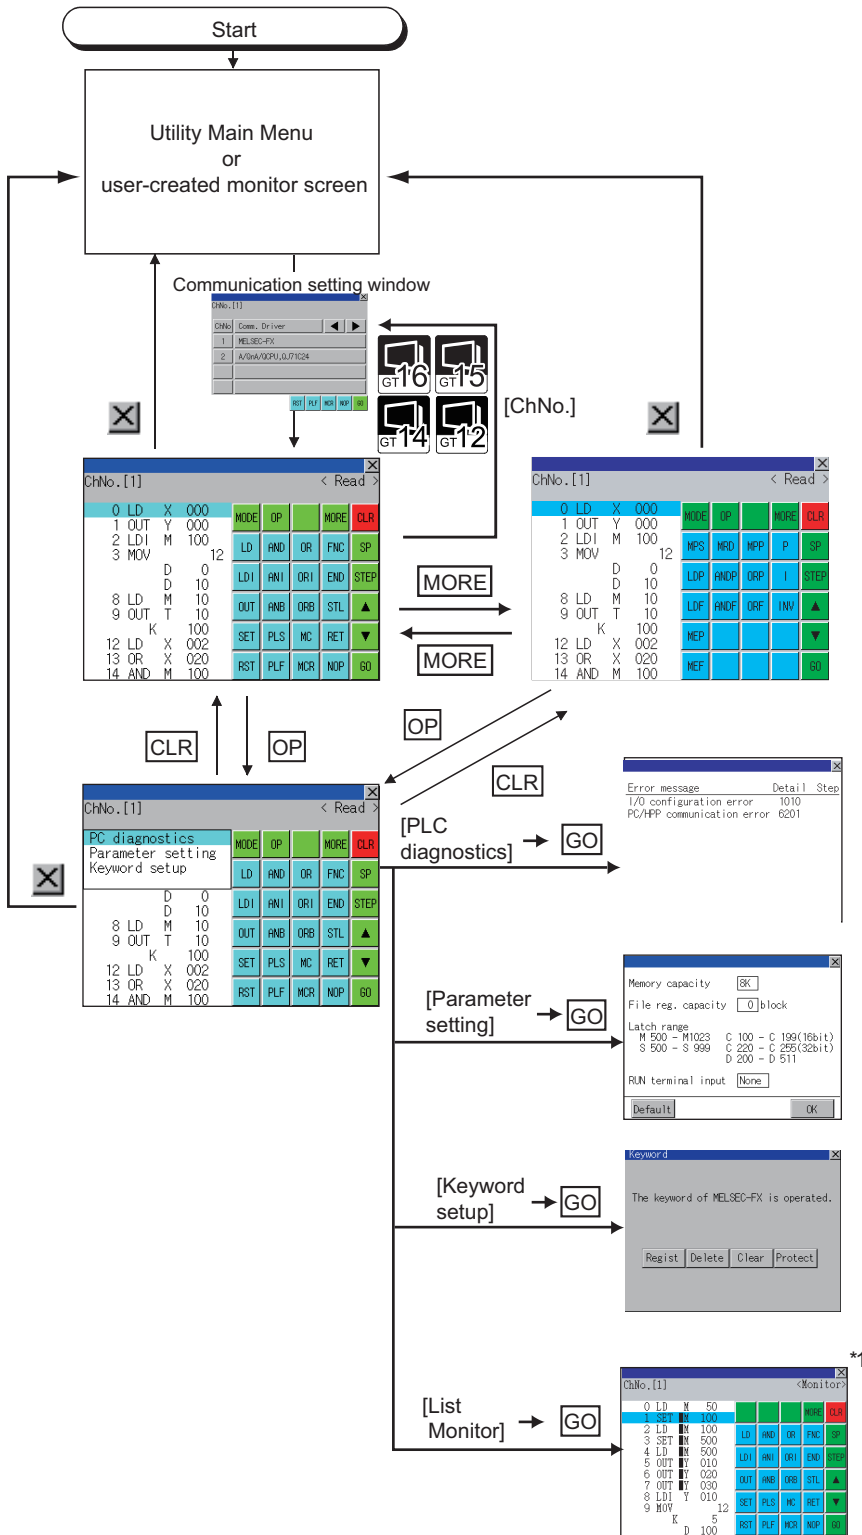 Start
Utility Main Menu
or
user-created monitor screen
Communication setting window
ChNo.[1]
ChNo Comm. Driver
1 MELSEC-FX
2 A/QnA/QCPU,QJ71C24
RST PLF MCR NOP GO
GT16 GT15
GT14 GT12
[ChNo.]
ChNo.[1] < Read >
0 LD X 000
1 OUT Y 000
2 LDI M 100
3 MOV 12
D 0
D 10
8 LD M 10
9 OUT T 10
K 100
12 LD X 002
13 OR X 020
14 AND M 100
MODE OP MORE CLR
LD AND OR FNC SP
LDI ANI ORI END STEP
OUT ANB ORB STL ▲
SET PLS MC RET ▼
RST PLF MCR NOP GO
MORE
MORE
ChNo.[1] < Read >
0 LD X 000
1 OUT Y 000
2 LDI M 100
3 MOV 12
D 0
D 10
8 LD M 10
9 OUT T 10
K 100
12 LD X 002
13 OR X 020
14 AND M 100
MODE OP MORE CLR
MPS MRD MPP P SP
LDP ANDP ORP I STEP
LDF ANDF ORF INV ▲
MEP ▼
MEF GO
CLR OP
OP
CLR
ChNo.[1] < Read >
PC diagnostics
Parameter setting
Keyword setup
D 0
D 10
8 LD M 10
9 OUT T 10
K 100
12 LD X 002
13 OR X 020
14 AND M 100
MODE OP MORE CLR
LD AND OR FNC SP
LDI ANI ORI END STEP
OUT ANB ORB STL ▲
SET PLS MC RET ▼
RST PLF MCR NOP GO
[PLC
diagnostics] → GO
Error message Detail Step
I/O configuration error 1010
PC/HPP communication error 6201
[Parameter
setting] → GO
Memory capacity 8K
File reg. capacity 0 block
Latch range
M 500 - M1023 C 100 - C 199(16bit)
S 500 - S 999 C 220 - C 255(32bit)
D 200 - D 511
RUN terminal input None
Default OK
[Keyword
setup] → GO
Keyword
The keyword of MELSEC-FX is operated.
Regist Delete Clear Protect
[List
Monitor] → GO
*1
ChNo.[1] <Monitor>
0 LD M 50
1 SET M 100
2 LD M 100
3 SET M 500
4 LD M 500
5 OUT Y 010
6 OUT Y 020
7 OUT Y 030
8 LDI Y 010
9 MOV 12
K 5
D 100
MORE CLR
LD AND OR FNC SP
LDI ANI ORI END STEP
OUT ANB ORB STL ▲
SET PLS MC RET ▼
RST PLF MCR NOP GO